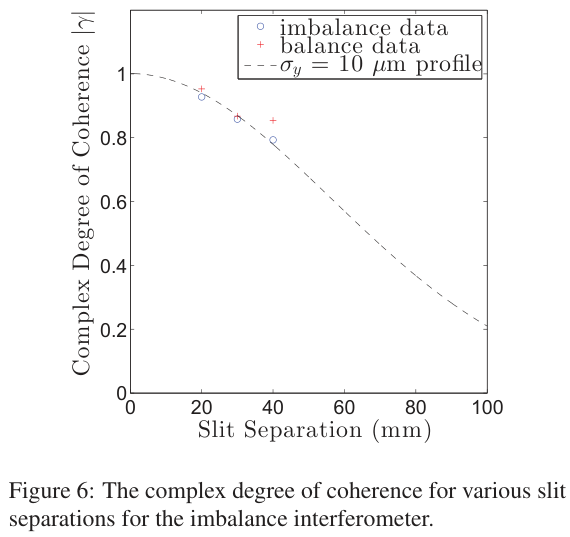 imbalance data
balance data
σy = 10 μm profile
Complex Degree of Coherence |γ|
1
0.8
0.6
0.4
0.2
0
0 20 40 60 80 100
Slit Separation (mm)
Figure 6: The complex degree of coherence for various slit
separations for the imbalance interferometer.